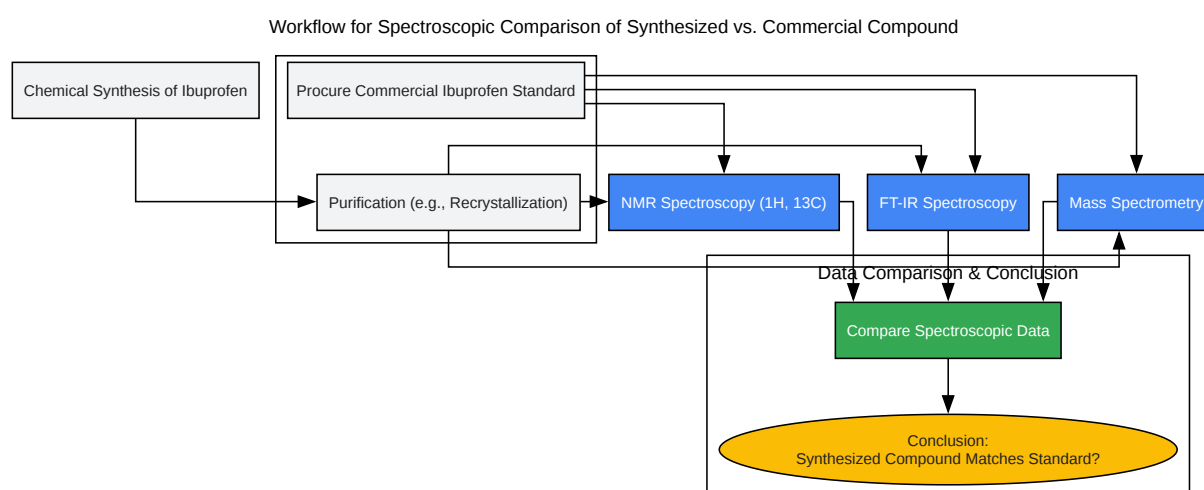 Workflow for Spectroscopic Comparison of Synthesized vs. Commercial Compound
Chemical Synthesis of Ibuprofen
Procure Commercial Ibuprofen Standard
Purification (e.g., Recrystallization)
NMR Spectroscopy (1H, 13C)
FT-IR Spectroscopy
Mass Spectrometry
Data Comparison & Conclusion
Compare Spectroscopic Data
Conclusion:
Synthesized Compound Matches Standard?